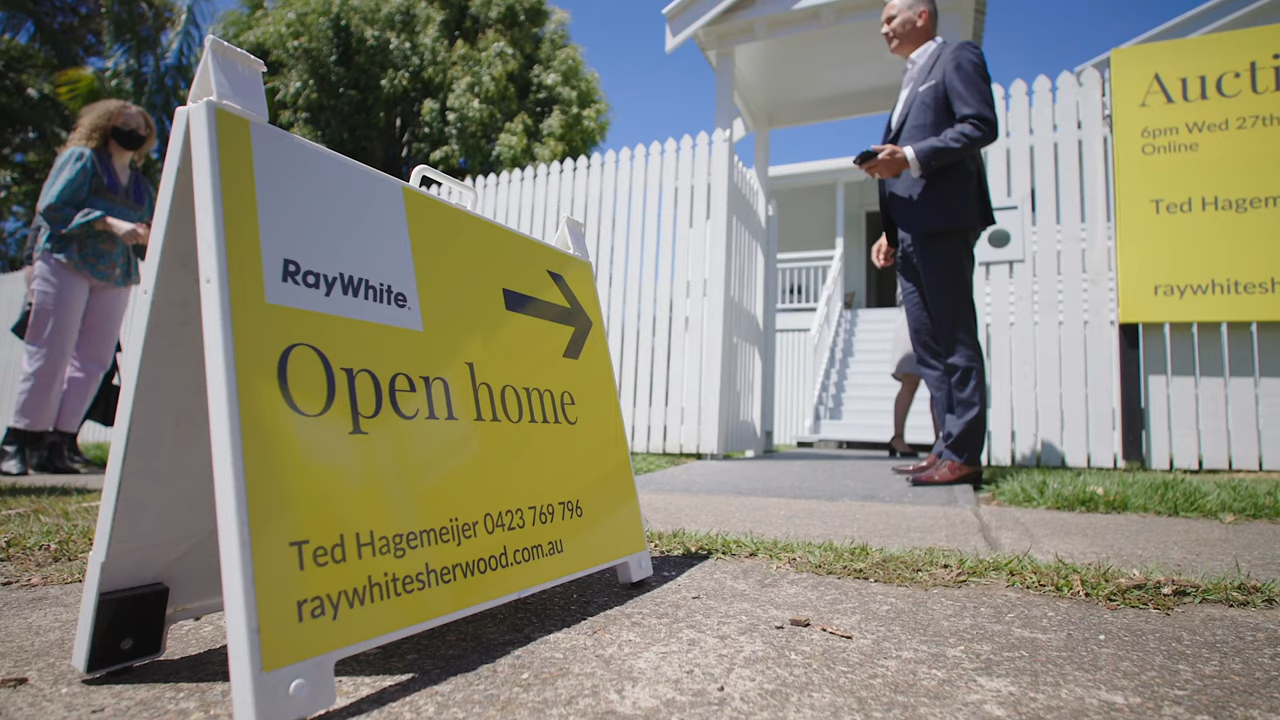 RayWhite.
Open home
Ted Hagemeijer 0423 769 796
raywhitesherwood.com.au
Aucti
6pm Wed 27th
Online
Ted Hagem
raywhitesh